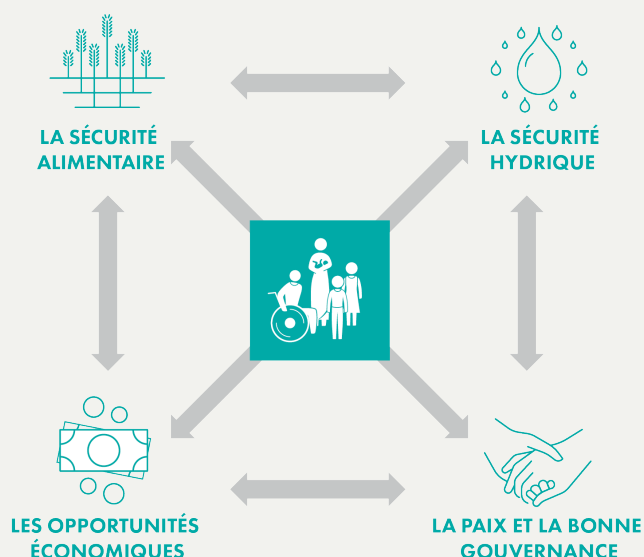 LA SÉCURITÉ
ALIMENTAIRE
LA SÉCURITÉ
HYDRIQUE
LES OPPORTUNITÉS
ÉCONOMIQUES
LA PAIX ET LA BONNE
GOUVERNANCE